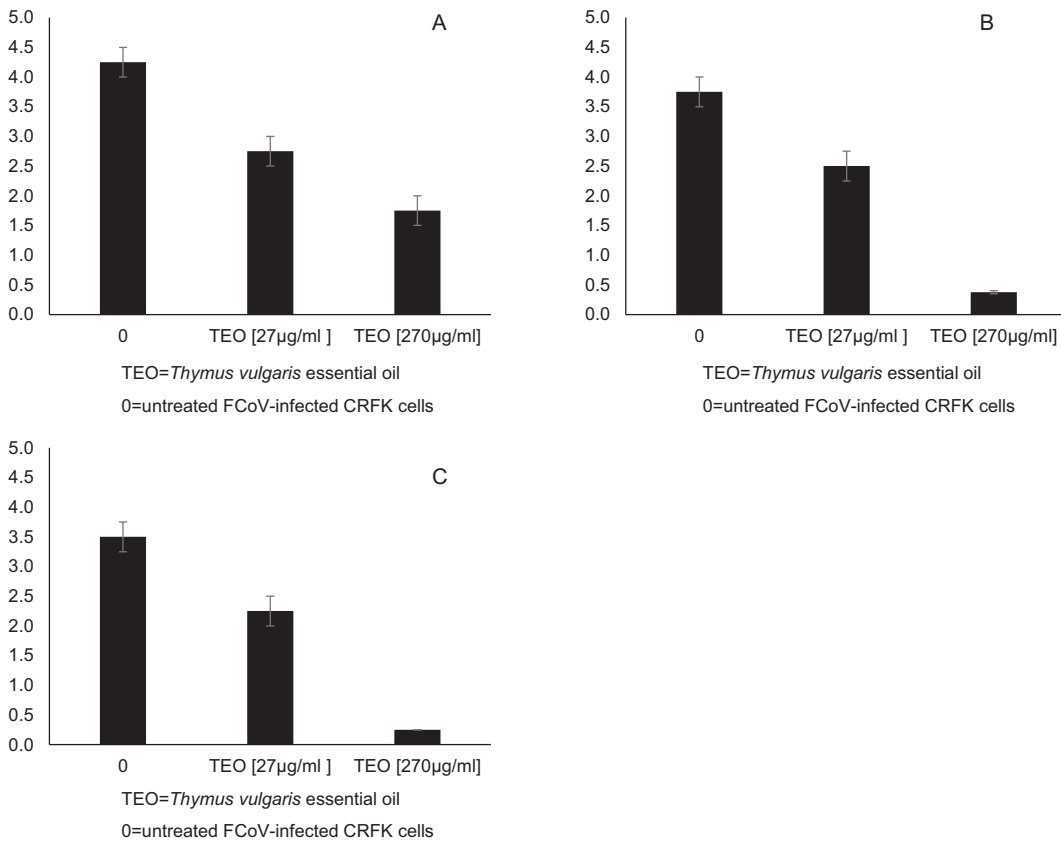 A
5.0
4.5
4.0
3.5
3.0
2.5
2.0
1.5
1.0
0.5
0.0
0 TEO [27µg/ml ] TEO [270µg/ml]
TEO=Thymus vulgaris essential oil
0=untreated FCoV-infected CRFK cells
B
5.0
4.5
4.0
3.5
3.0
2.5
2.0
1.5
1.0
0.5
0.0
0 TEO [27µg/ml ] TEO [270µg/ml]
TEO=Thymus vulgaris essential oil
0=untreated FCoV-infected CRFK cells
C
5.0
4.5
4.0
3.5
3.0
2.5
2.0
1.5
1.0
0.5
0.0
0 TEO [27µg/ml ] TEO [270µg/ml]
TEO=Thymus vulgaris essential oil
0=untreated FCoV-infected CRFK cells